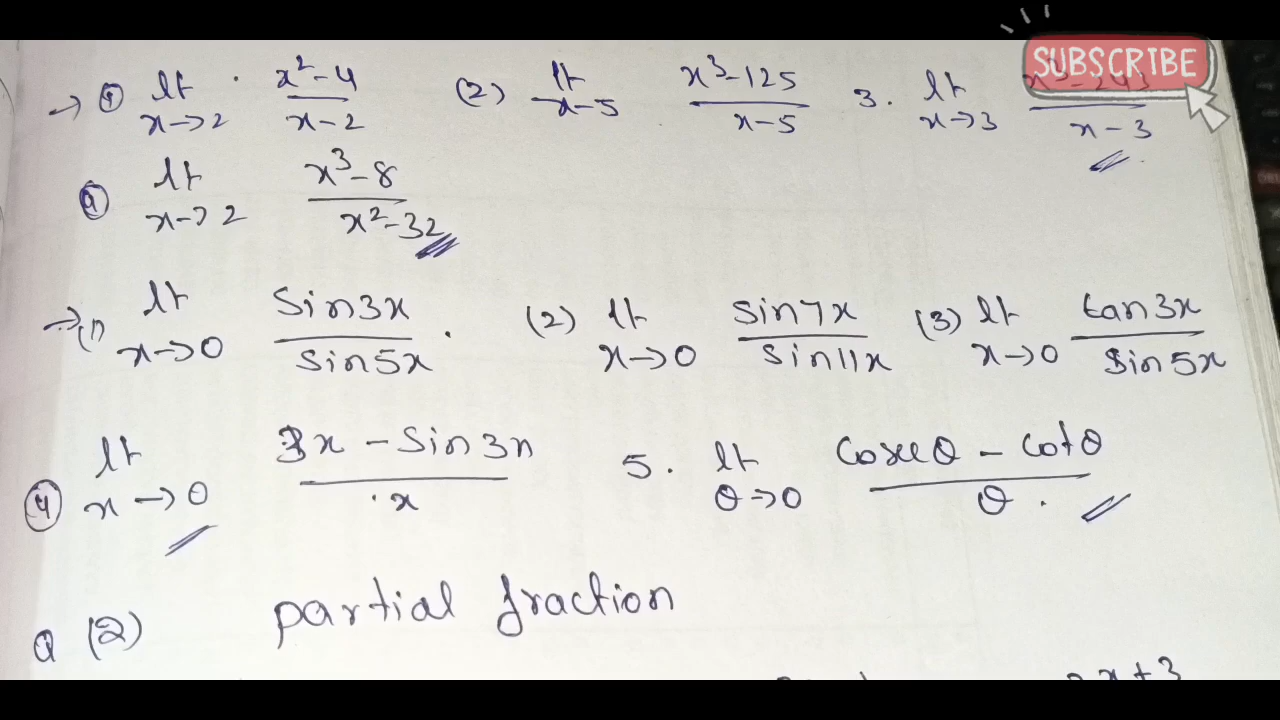 SUBSCRIBE
→ (1) lt x→2 x²-4 / x-2 (2) lt x-5 x³-125 / x-5 3. lt x→3 / x-3
lt x→2 x³-8 / x²-32
→ (1) lt x→0 Sin3x / Sin5x . (2) lt x→0 Sin7x / Sin11x (3) lt x→0 tan3x / Sin5x
(4) lt x→0 3x - Sin3x / x 5. lt θ→0 Cosecθ - Cotθ / θ .
Q (2) partial fraction
x+3